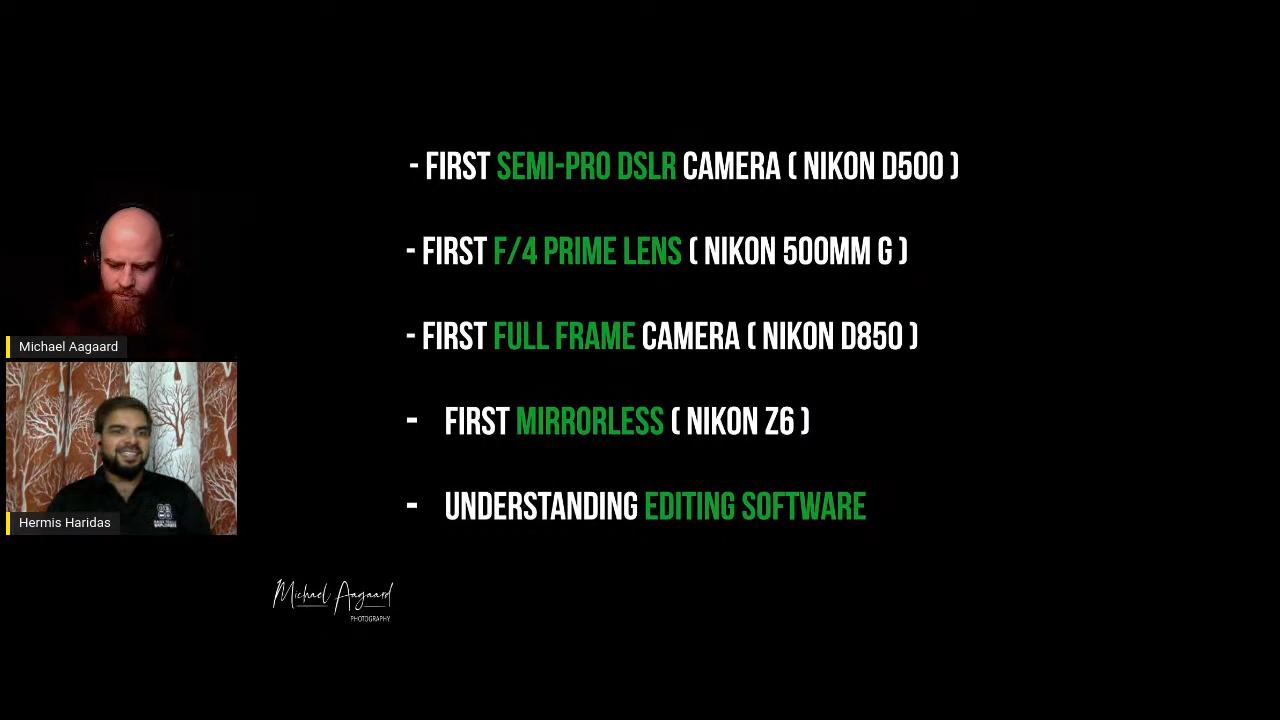 - FIRST SEMI-PRO DSLR CAMERA ( NIKON D500 )
- FIRST F/4 PRIME LENS ( NIKON 500MM G )
- FIRST FULL FRAME CAMERA ( NIKON D850 )
- FIRST MIRRORLESS ( NIKON Z6 )
- UNDERSTANDING EDITING SOFTWARE
Michael Aagaard
Hermis Haridas
Michael Aagaard
PHOTOGRAPHY